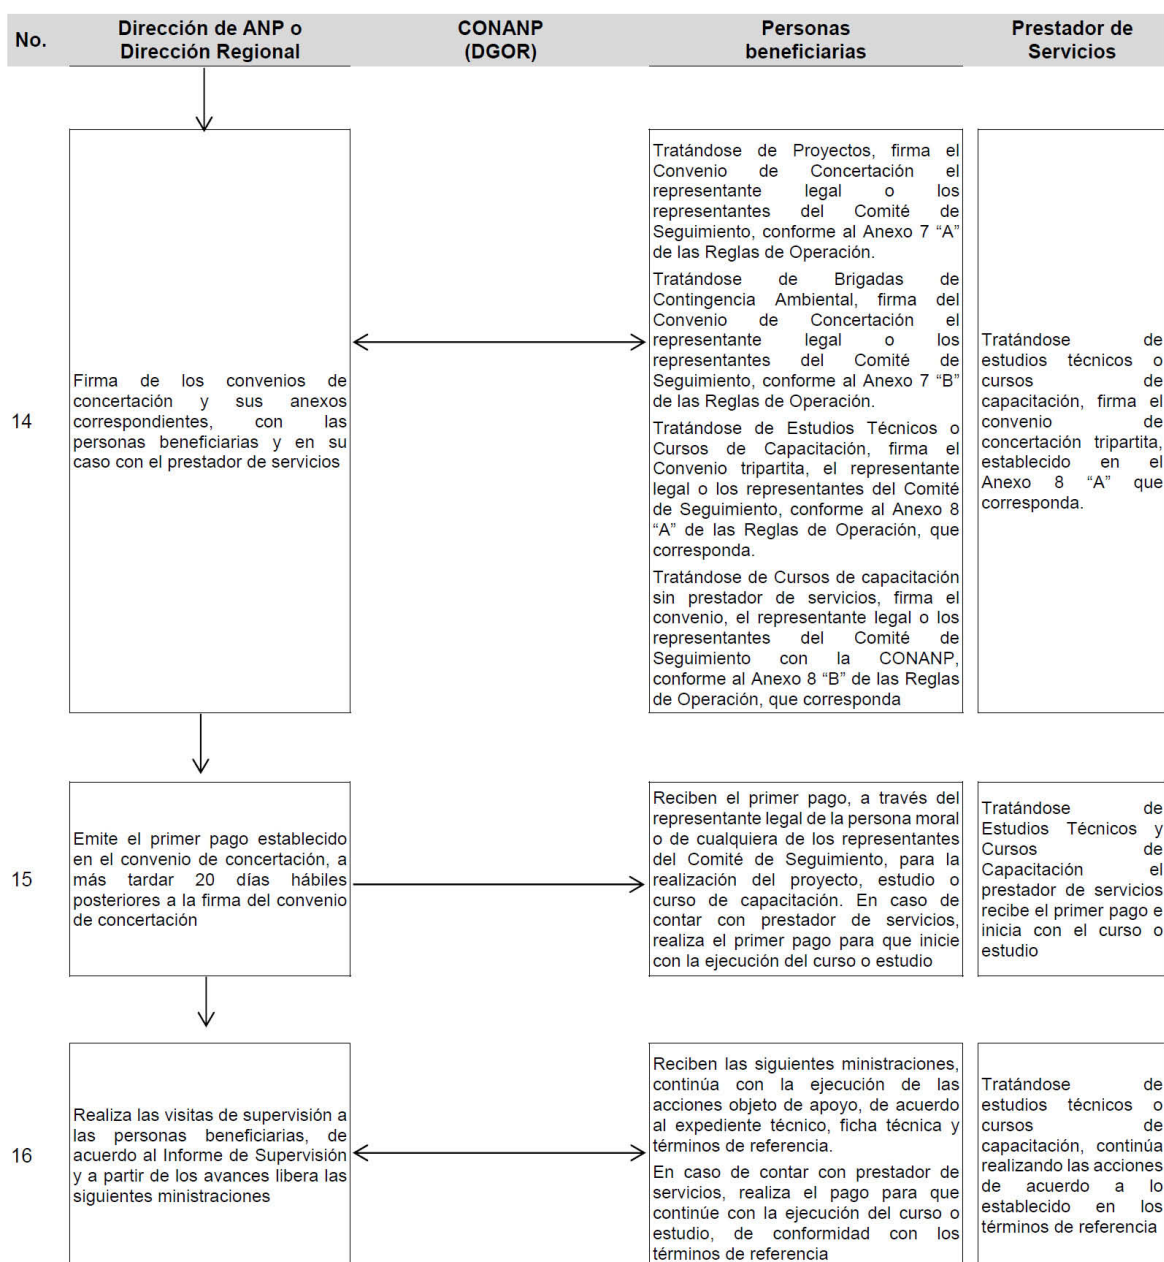 No.
Dirección de ANP o
Dirección Regional
CONANP
(DGOR)
Personas
beneficiarias
Prestador de
Servicios
14
Firma de los convenios de
concertación y sus anexos
correspondientes, con las
personas beneficiarias y en su
caso con el prestador de servicios
Tratándose de Proyectos, firma el
Convenio de Concertación el
representante legal o los
representantes del Comité de
Seguimiento, conforme al Anexo 7 “A”
de las Reglas de Operación.
Tratándose de Brigadas de
Contingencia Ambiental, firma del
Convenio de Concertación el
representante legal o los
representantes del Comité de
Seguimiento, conforme al Anexo 7 “B”
de las Reglas de Operación.
Tratándose de Estudios Técnicos o
Cursos de Capacitación, firma el
Convenio tripartita, el representante
legal o los representantes del Comité
de Seguimiento, conforme al Anexo 8
“A” de las Reglas de Operación, que
corresponda.
Tratándose de Cursos de capacitación
sin prestador de servicios, firma el
convenio, el representante legal o los
representantes del Comité de
Seguimiento con la CONANP,
conforme al Anexo 8 “B” de las Reglas
de Operación, que corresponda
Tratándose de
estudios técnicos o
cursos de
capacitación, firma el
convenio de
concertación tripartita,
establecido en el
Anexo 8 “A” que
corresponda.
15
Emite el primer pago establecido
en el convenio de concertación, a
más tardar 20 días hábiles
posteriores a la firma del convenio
de concertación
Reciben el primer pago, a través del
representante legal de la persona moral
o de cualquiera de los representantes
del Comité de Seguimiento, para la
realización del proyecto, estudio o
curso de capacitación. En caso de
contar con prestador de servicios,
realiza el primer pago para que inicie
con la ejecución del curso o estudio
Tratándose de
Estudios Técnicos y
Cursos de
Capacitación el
prestador de servicios
recibe el primer pago e
inicia con el curso o
estudio
16
Realiza las visitas de supervisión a
las personas beneficiarias, de
acuerdo al Informe de Supervisión
y a partir de los avances libera las
siguientes ministraciones
Reciben las siguientes ministraciones,
continúa con la ejecución de las
acciones objeto de apoyo, de acuerdo
al expediente técnico, ficha técnica y
términos de referencia.
En caso de contar con prestador de
servicios, realiza el pago para que
continúe con la ejecución del curso o
estudio, de conformidad con los
términos de referencia
Tratándose de
estudios técnicos o
cursos de
capacitación, continúa
realizando las acciones
de acuerdo a lo
establecido en los
términos de referencia